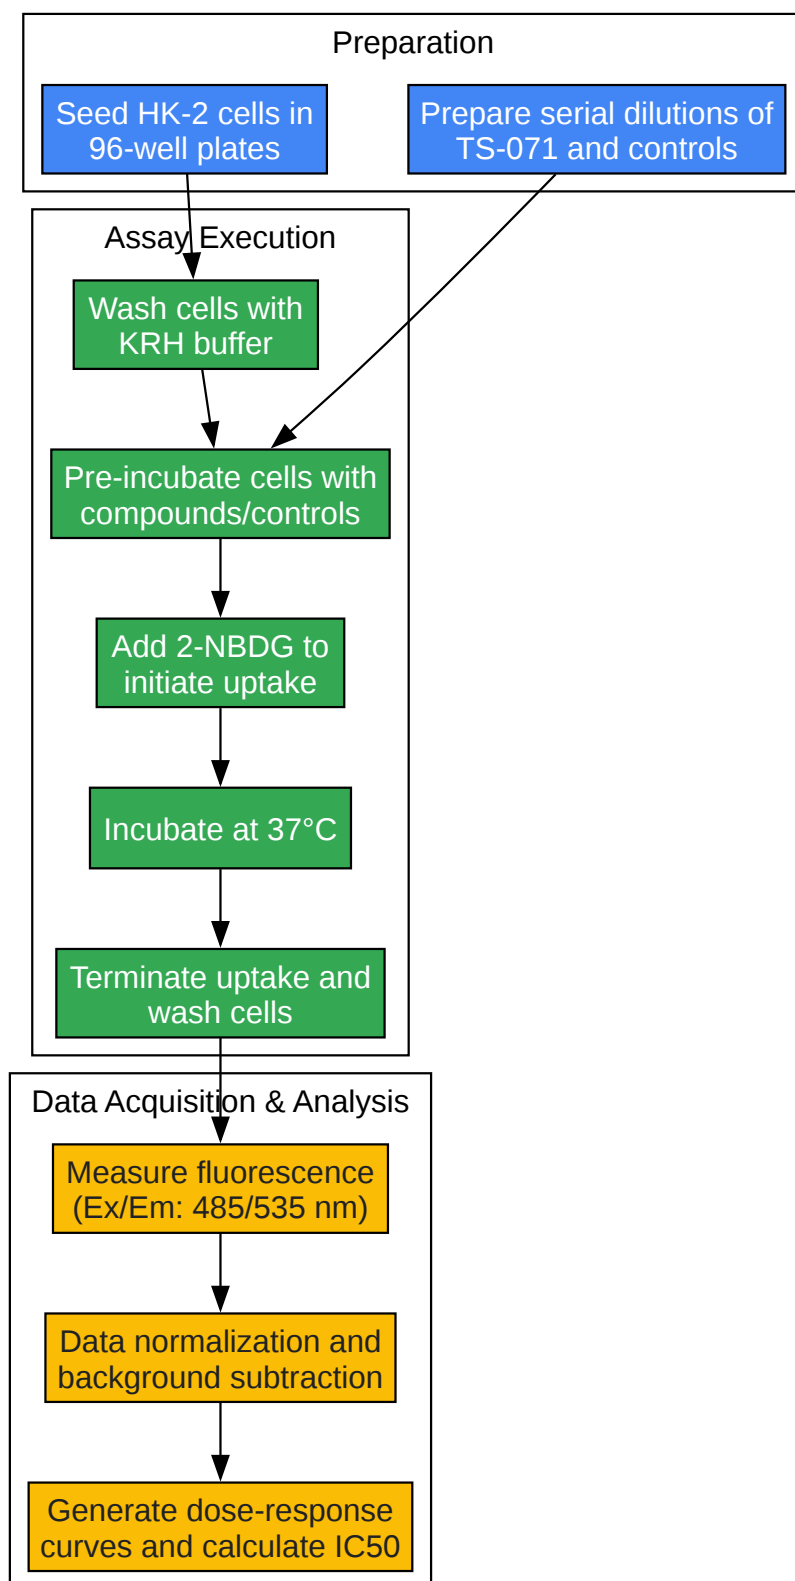 Preparation
Seed HK-2 cells in
96-well plates
Prepare serial dilutions of
TS-071 and controls
Assay Execution
Wash cells with
KRH buffer
Pre-incubate cells with
compounds/controls
Add 2-NBDG to
initiate uptake
Incubate at 37°C
Terminate uptake and
wash cells
Data Acquisition & Analysis
Measure fluorescence
(Ex/Em: 485/535 nm)
Data normalization and
background subtraction
Generate dose-response
curves and calculate IC50